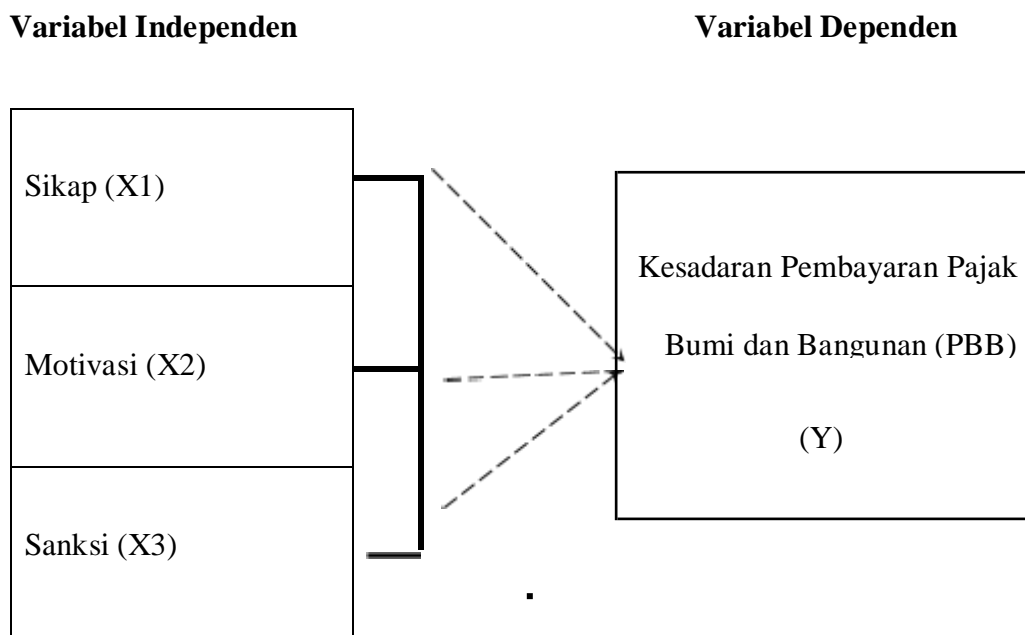 Variabel Independen
Variabel Dependen
Sikap (X1)
Motivasi (X2)
Sanksi (X3)
Kesadaran Pembayaran Pajak
Bumi dan Bangunan (PBB)
(Y)